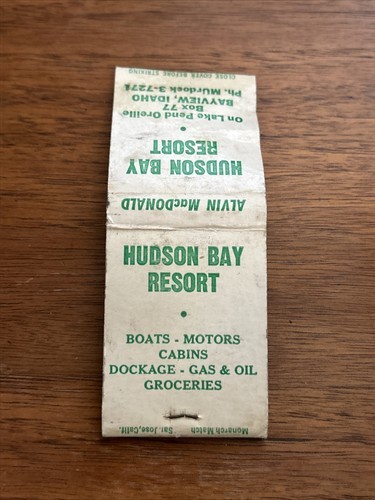 CLOSE COVER BEFORE STRIKING
HUDSON BAY
RESORT
•
On Lake Pend Oreille
Box 77
BAYVIEW, IDAHO
Ph. MUrdock 3-7271
ALVIN MacDONALD
HUDSON BAY
RESORT
•
BOATS - MOTORS
CABINS
DOCKAGE - GAS & OIL
GROCERIES
Monarch Match San Jose, Calif.